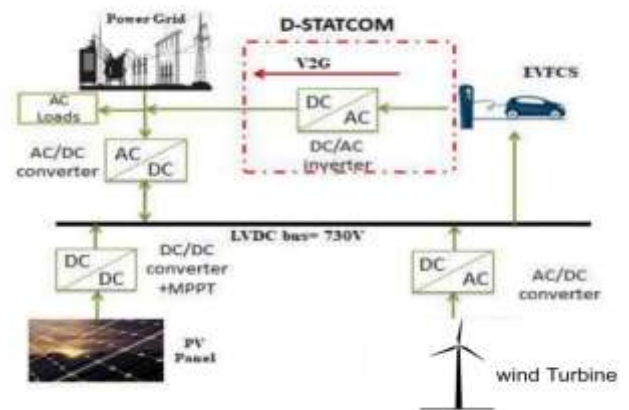 Power Grid
D-STATCOM
V2G
EVFCS
AC
Loads
DC
AC
DC/AC
inverter
AC/DC
converter
AC
DC
LVDC bus= 730V
DC
DC
DC/DC
converter
+MPPT
DC
AC
AC/DC
converter
PV
Panel
wind Turbine